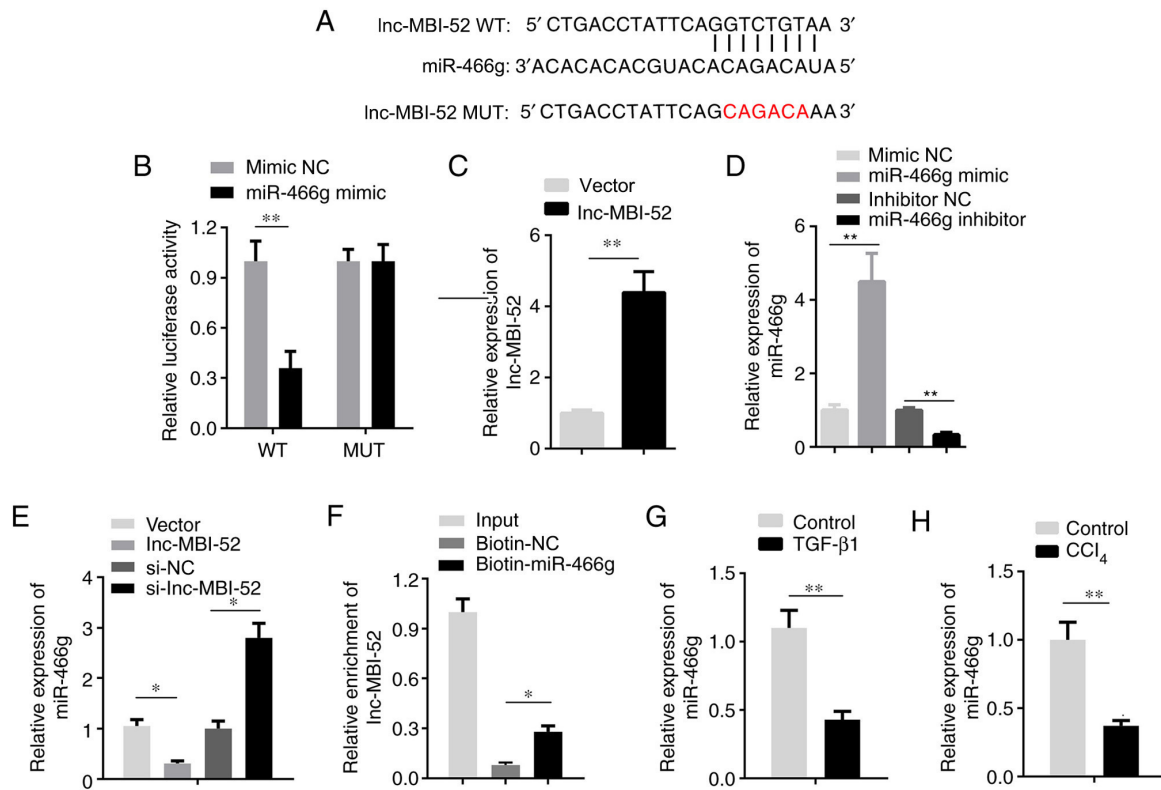 A
lnc-MBI-52 WT: 5′ CTGACCTATTCAGGTCTGTAA 3′
miR-466g: 3′ACACACACGUACACAGACAUA 5′
lnc-MBI-52 MUT: 5′ CTGACCTATTCAGCAGACAAA 3′
B
Mimic NC
miR-466g mimic
Relative luciferase activity
1.2
0.9
0.6
0.3
0.0
**
WT
MUT
C
Vector
lnc-MBI-52
Relative expression of
lnc-MBI-52
6
4
2
0
**
D
Mimic NC
miR-466g mimic
Inhibitor NC
miR-466g inhibitor
Relative expression of
miR-466g
6
4
2
0
**
**
E
Vector
lnc-MBI-52
si-NC
si-lnc-MBI-52
Relative expression of
miR-466g
4
3
2
1
0
*
*
F
Input
Biotin-NC
Biotin-miR-466g
Relative enrichment of
lnc-MBI-52
1.2
0.9
0.6
0.3
0.0
*
G
Control
TGF-β1
Relative expression of
miR-466g
1.5
1.0
0.5
0.0
**
H
Control
CCl4
Relative expression of
miR-466g
1.5
1.0
0.5
0.0
**